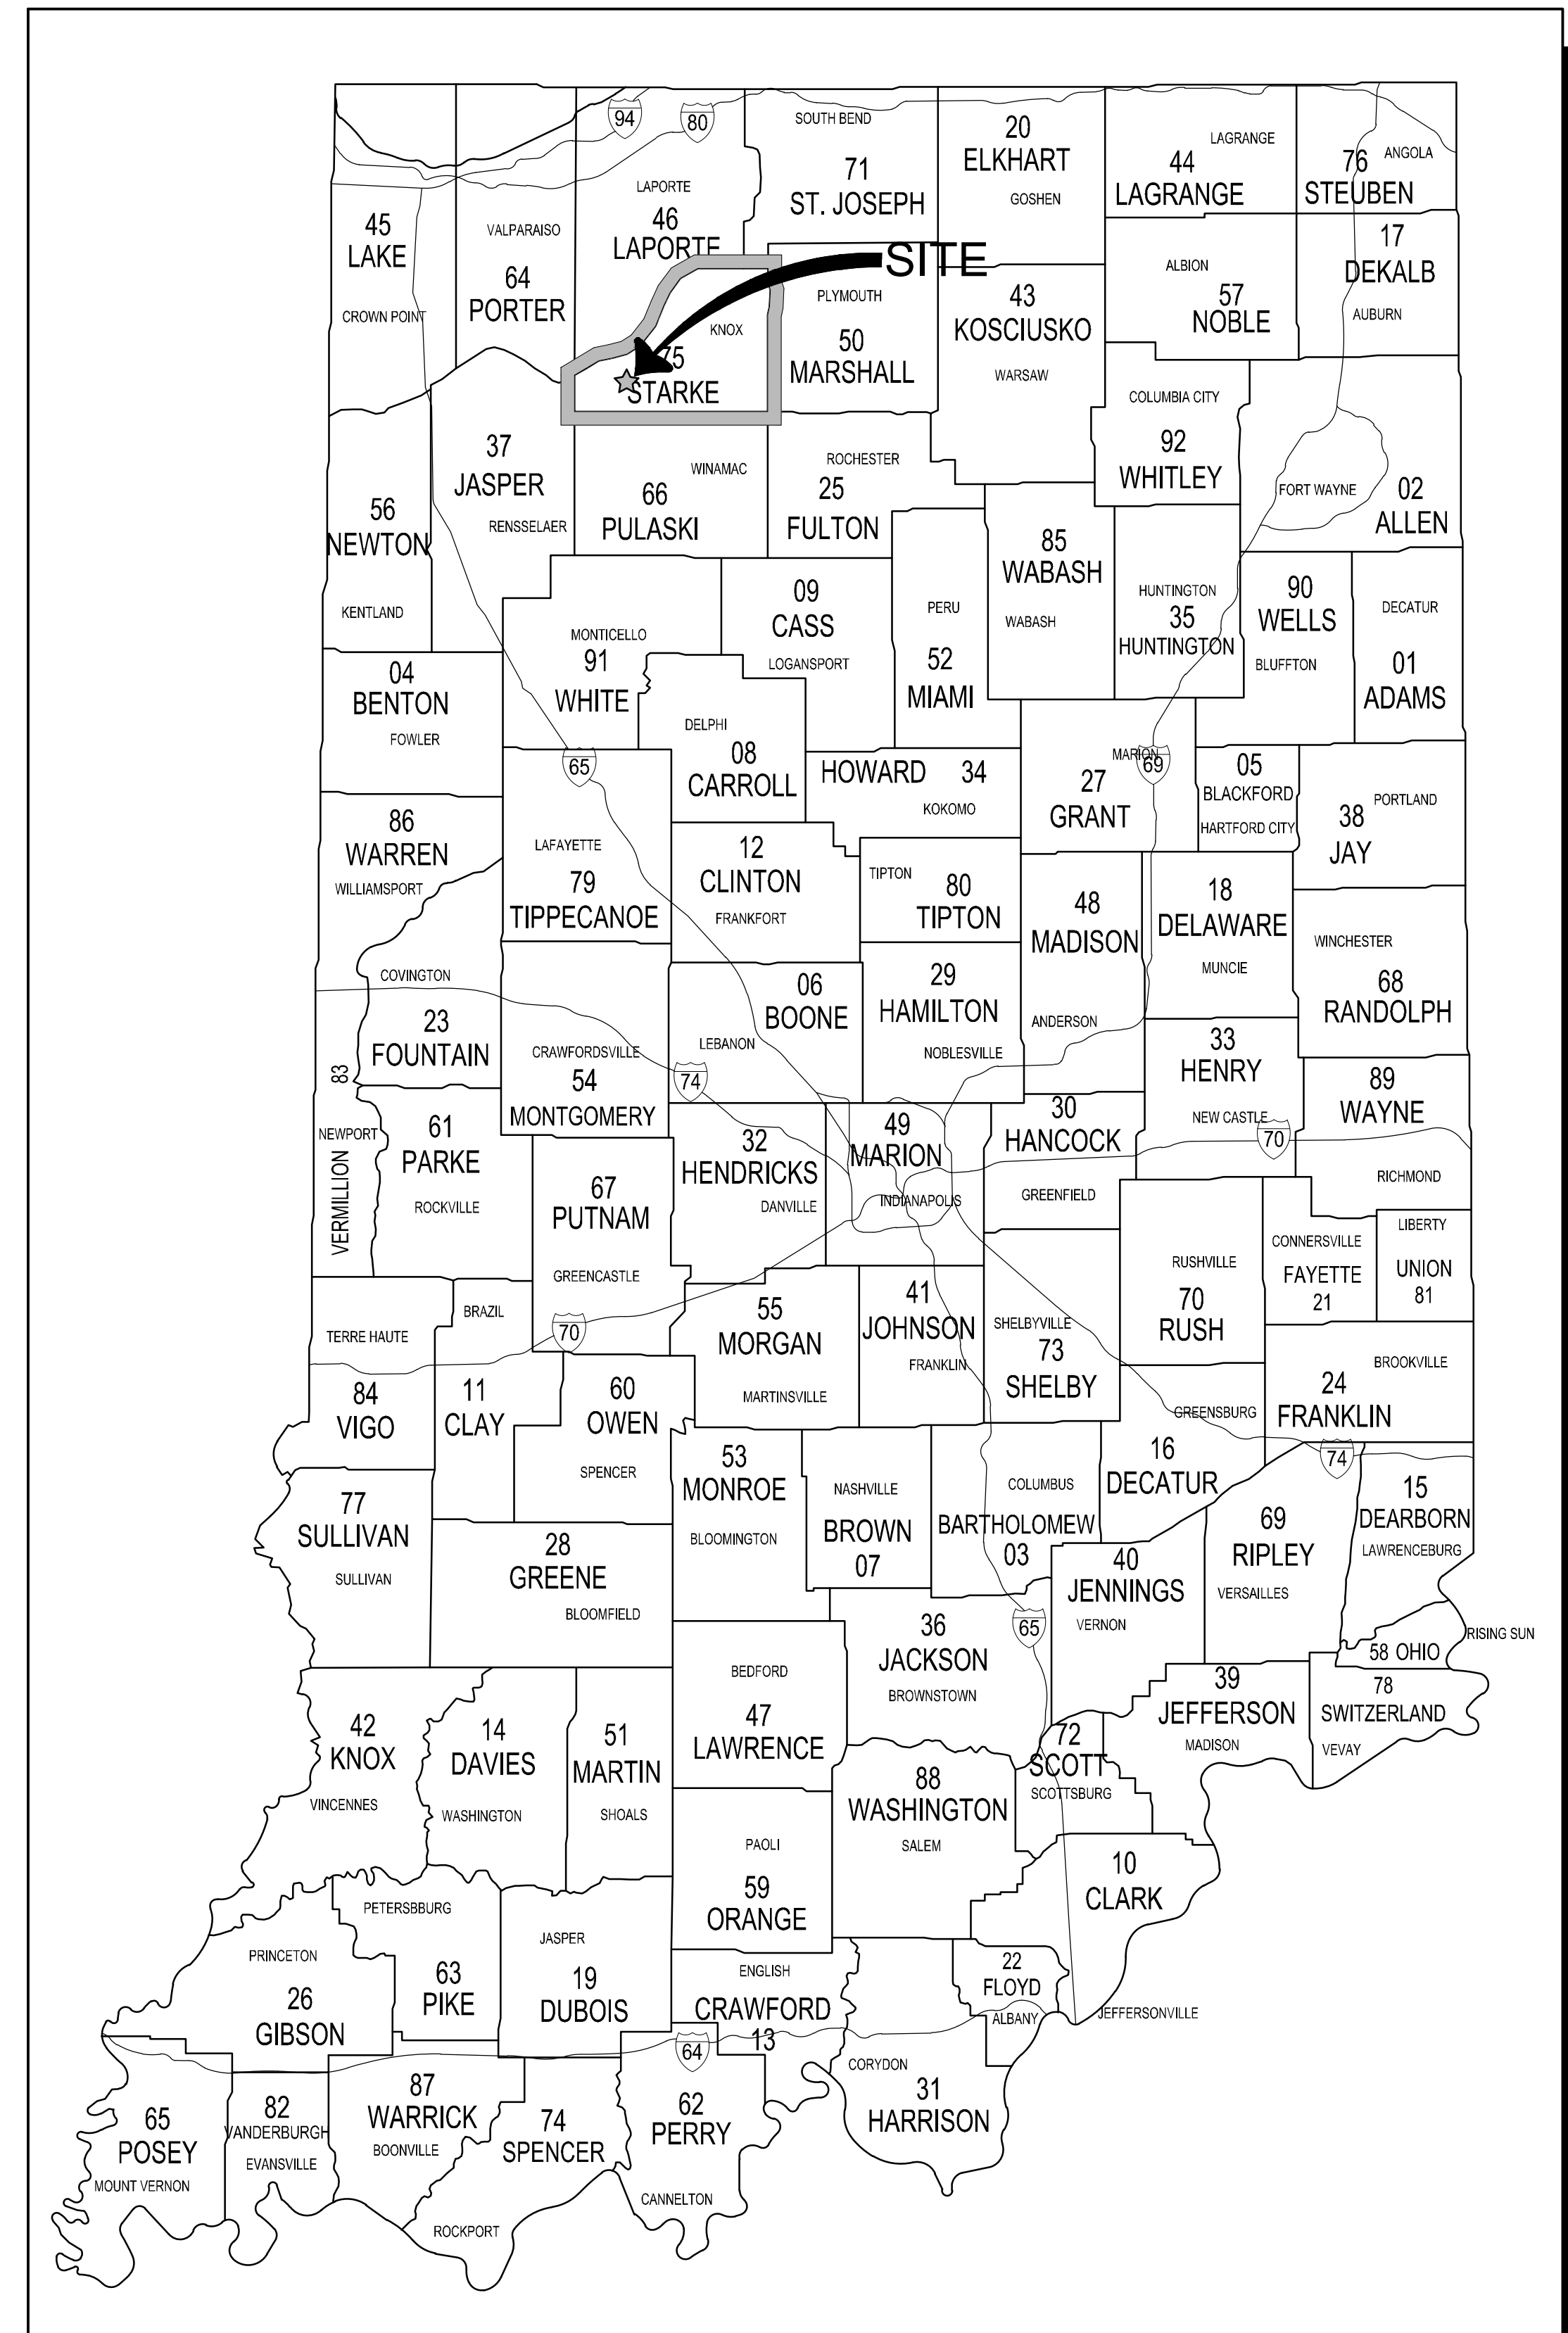 94
80
SOUTH BEND
71
ST. JOSEPH
20
ELKHART
GOSHEN
LAGRANGE
44
LAGRANGE
ANGOLA
76
STEUBEN
LAPORTE
46
LAPORTE
45
LAKE
CROWN POINT
VALPARAISO
64
PORTER
SITE
KNOX
75
STARKE
PLYMOUTH
50
MARSHALL
43
KOSCIUSKO
WARSAW
ALBION
57
NOBLE
17
DEKALB
AUBURN
COLUMBIA CITY
92
WHITLEY
FORT WAYNE
02
ALLEN
56
NEWTON
KENTLAND
37
JASPER
RENSSELAER
WINAMAC
66
PULASKI
ROCHESTER
25
FULTON
85
WABASH
WABASH
HUNTINGTON
35
HUNTINGTON
90
WELLS
BLUFFTON
DECATUR
01
ADAMS
MONTICELLO
91
WHITE
09
CASS
LOGANSPORT
PERU
52
MIAMI
04
BENTON
FOWLER
65
DELPHI
08
CARROLL
HOWARD 34
KOKOMO
MARION
69
27
GRANT
05
BLACKFORD
HARTFORD CITY
PORTLAND
38
JAY
86
WARREN
WILLIAMSPORT
LAFAYETTE
79
TIPPECANOE
12
CLINTON
FRANKFORT
TIPTON
80
TIPTON
48
MADISON
ANDERSON
18
DELAWARE
MUNCIE
WINCHESTER
68
RANDOLPH
COVINGTON
23
FOUNTAIN
CRAWFORDSVILLE
54
MONTGOMERY
06
BOONE
LEBANON
74
29
HAMILTON
NOBLESVILLE
33
HENRY
NEW CASTLE
70
89
WAYNE
RICHMOND
83
NEWPORT
VERMILLION
61
PARKE
ROCKVILLE
67
PUTNAM
GREENCASTLE
32
HENDRICKS
DANVILLE
49
MARION
INDIANAPOLIS
30
HANCOCK
GREENFIELD
RUSHVILLE
70
RUSH
CONNERSVILLE
FAYETTE
21
LIBERTY
UNION
81
TERRE HAUTE
84
VIGO
BRAZIL
11
CLAY
70
60
OWEN
SPENCER
55
MORGAN
MARTINSVILLE
41
JOHNSON
FRANKLIN
SHELBYVILLE
73
SHELBY
BROOKVILLE
24
FRANKLIN
GREENSBURG
16
DECATUR
74
77
SULLIVAN
SULLIVAN
28
GREENE
BLOOMFIELD
53
MONROE
BLOOMINGTON
NASHVILLE
BROWN
07
COLUMBUS
BARTHOLOMEW
03
40
JENNINGS
VERNON
69
RIPLEY
VERSAILLES
15
DEARBORN
LAWRENCEBURG
RISING SUN
58 OHIO
65
36
JACKSON
BROWNSTOWN
BEDFORD
47
LAWRENCE
39
JEFFERSON
MADISON
78
SWITZERLAND
VEVAY
42
KNOX
VINCENNES
14
DAVIES
WASHINGTON
51
MARTIN
SHOALS
72
SCOTT
SCOTTSBURG
88
WASHINGTON
SALEM
PAOLI
59
ORANGE
10
CLARK
JEFFERSONVILLE
PETERSBBURG
63
PIKE
PRINCETON
26
GIBSON
JASPER
19
DUBOIS
ENGLISH
CRAWFORD
13
64
22
FLOYD
ALBANY
CORYDON
31
HARRISON
65
POSEY
MOUNT VERNON
82
VANDERBURGH
EVANSVILLE
87
WARRICK
BOONVILLE
74
SPENCER
ROCKPORT
62
PERRY
CANNELTON